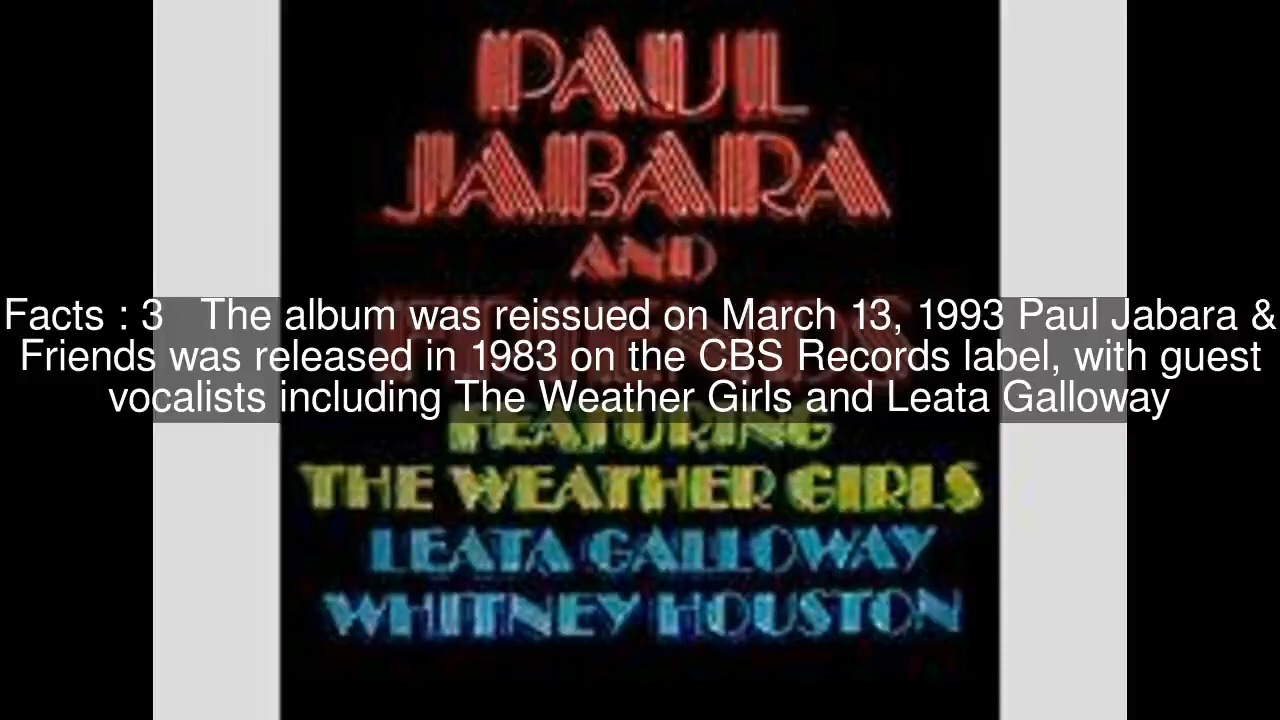 PAUL
JABARA
AND
FRIENDS
Facts : 3 The album was reissued on March 13, 1993 Paul Jabara &
Friends was released in 1983 on the CBS Records label, with guest
vocalists including The Weather Girls and Leata Galloway
FEATURING
THE WEATHER GIRLS
LEATA GALLOWAY
WHITNEY HOUSTON